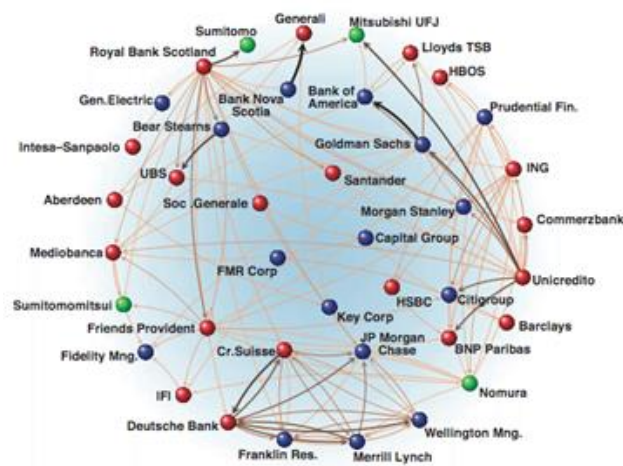 Generali
Sumitomo
Mitsubishi UFJ
Royal Bank Scotland
Lloyds TSB
HBOS
Gen.Electric
Bank Nova
Scotia
Bank of
America
Prudential Fin.
Bear Stearns
Goldman Sachs
Intesa-Sanpaolo
UBS
Santander
ING
Aberdeen
Soc.Generale
Morgan Stanley
Commerzbank
Capital Group
Mediobanca
FMR Corp
Unicredito
HSBC
Citigroup
Sumitomomitsui
Key Corp
Barclays
Friends Provident
JP Morgan
Chase
BNP Paribas
Fidelity Mng.
Cr.Suisse
IFI
Nomura
Deutsche Bank
Wellington Mng.
Franklin Res.
Merrill Lynch